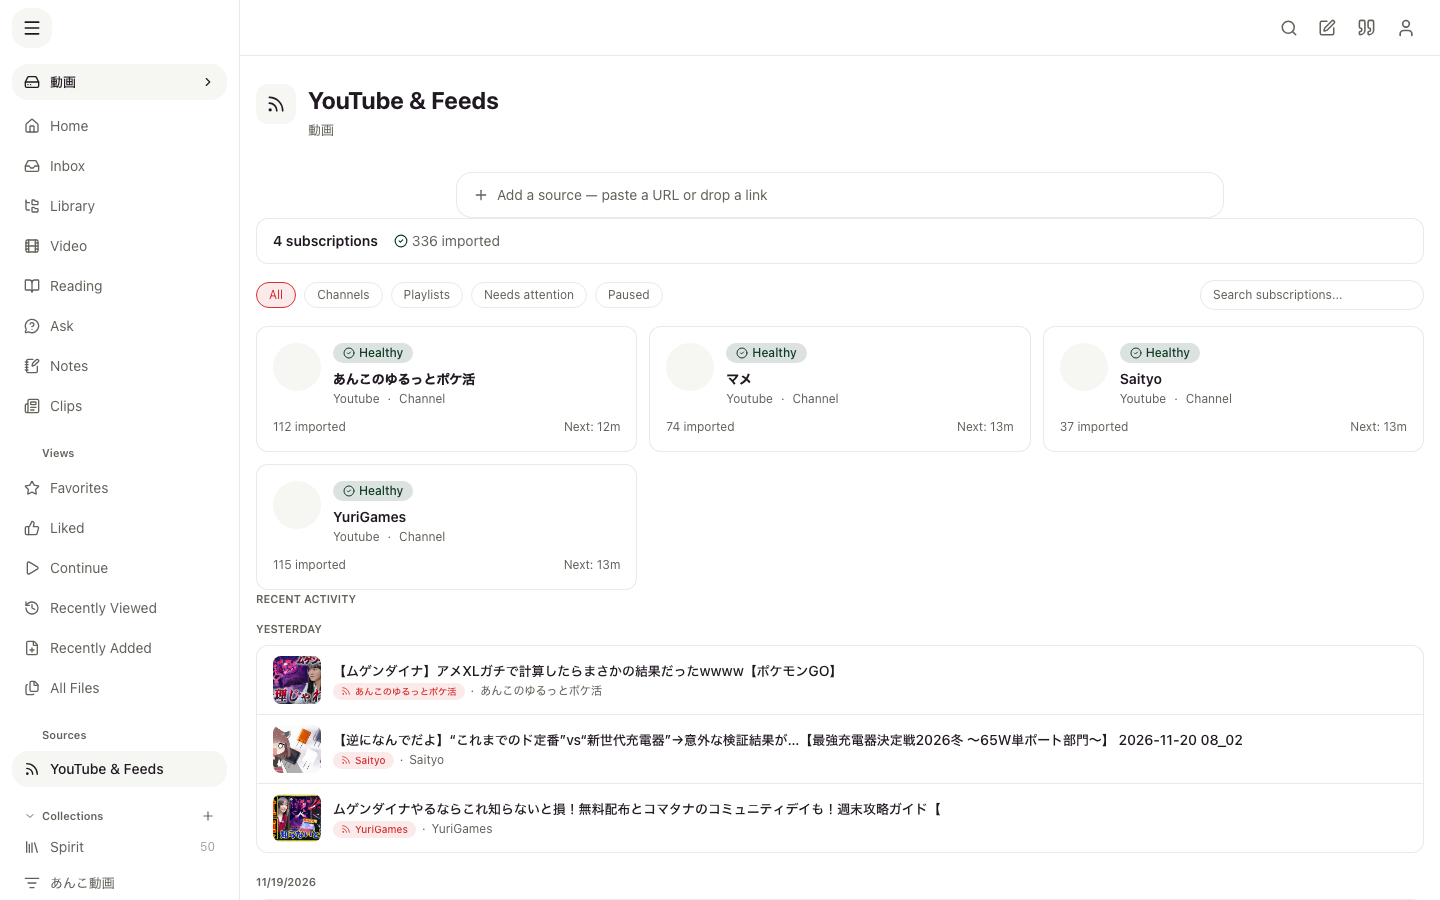 動画
Home
Inbox
Library
Video
Reading
Ask
Notes
Clips
Views
Favorites
Liked
Continue
Recently Viewed
Recently Added
All Files
Sources
YouTube & Feeds
Collections
Spirit 50
あんこ動画
YouTube & Feeds
動画
Add a source — paste a URL or drop a link
4 subscriptions 336 imported
All Channels Playlists Needs attention Paused Search subscriptions...
Healthy
あんこのゆるっとポケ活
Youtube · Channel
112 imported Next: 12m
Healthy
マメ
Youtube · Channel
74 imported Next: 13m
Healthy
Saityo
Youtube · Channel
37 imported Next: 13m
Healthy
YuriGames
Youtube · Channel
115 imported Next: 13m
RECENT ACTIVITY
YESTERDAY
【ムゲンダイナ】アメXLガチで計算したらまさかの結果だったwwww【ポケモンGO】
あんこのゆるっとポケ活 · あんこのゆるっとポケ活
【逆になんでだよ】“これまでのド定番”vs“新世代充電器”→意外な検証結果が...【最強充電器決定戦2026冬 〜65W単ポート部門〜】 2026-11-20 08_02
Saityo · Saityo
ムゲンダイナやるならこれ知らないと損！無料配布とコマタナのコミュニティデイも！週末攻略ガイド【
YuriGames · YuriGames
11/19/2026